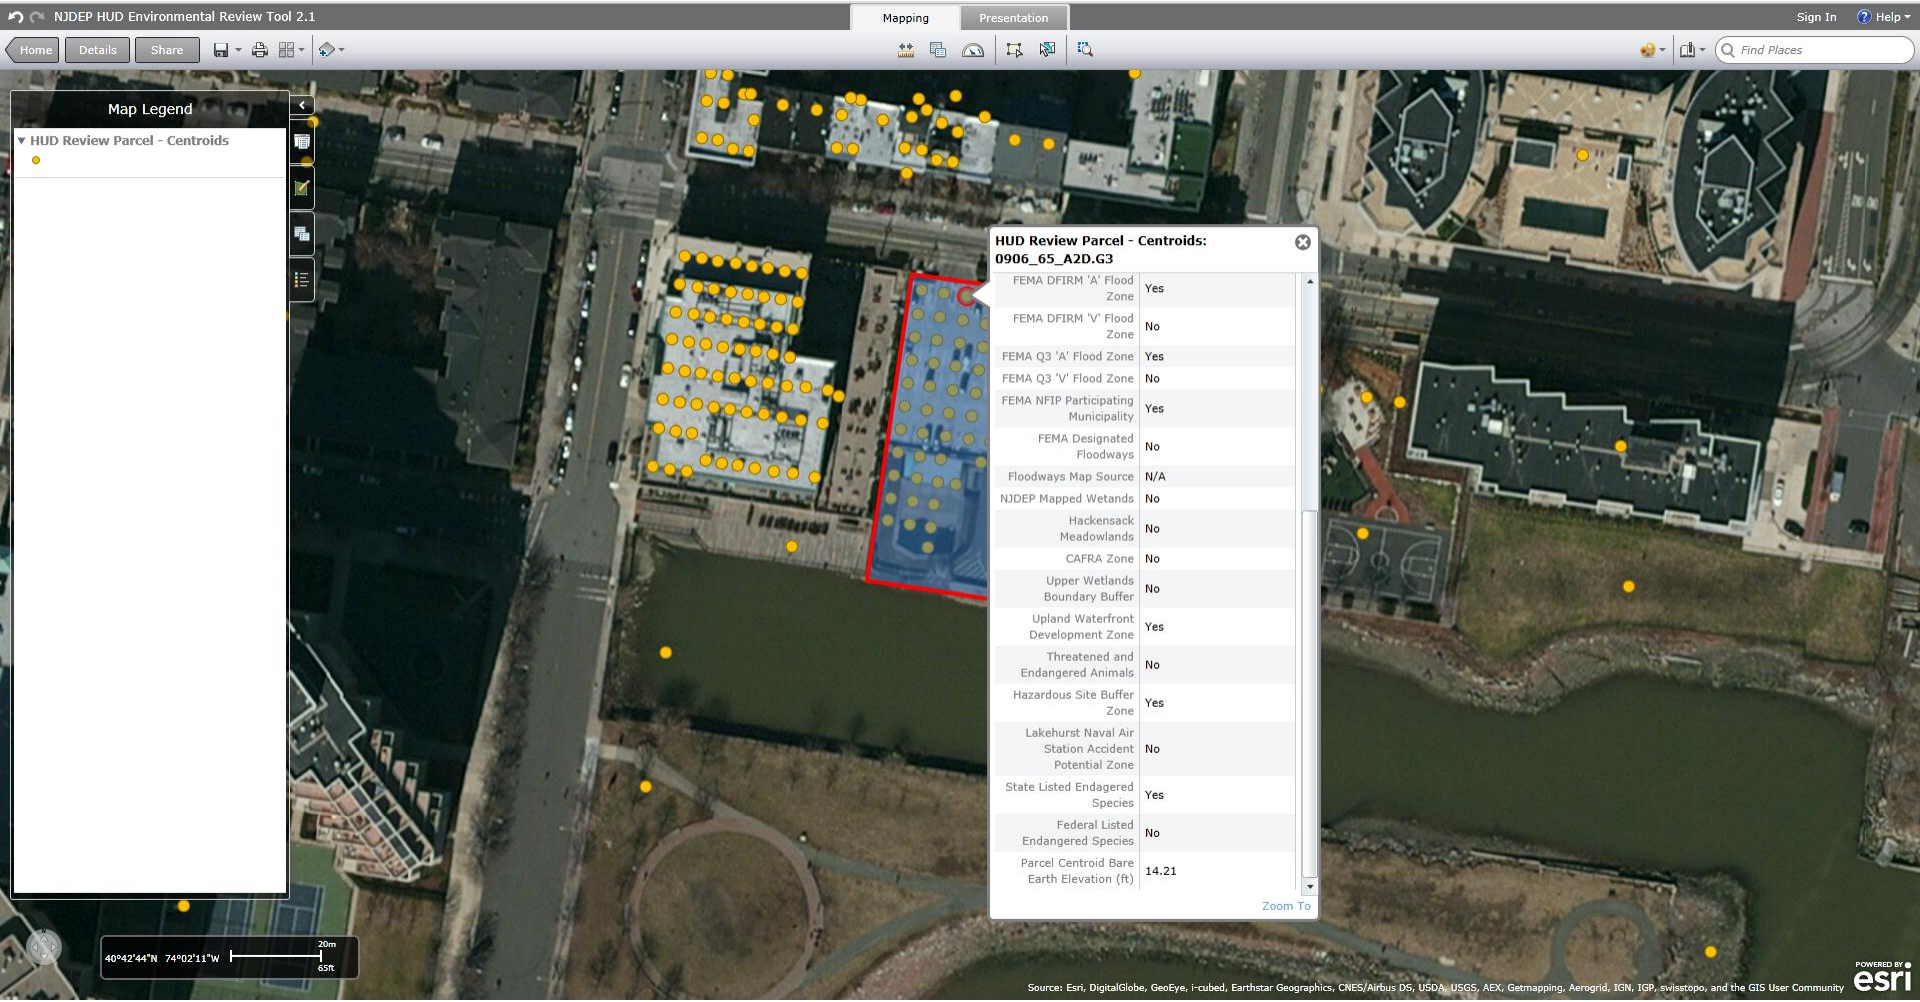 NJDEP HUD Environmental Review Tool 2.1
Mapping
Presentation
Sign In
Help
Home
Details
Share
Find Places
Map Legend
HUD Review Parcel - Centroids
HUD Review Parcel - Centroids:
0906_65_A2D.G3
FEMA DFIRM 'A' Flood
Zone
Yes
FEMA DFIRM 'V' Flood
Zone
No
FEMA Q3 'A' Flood Zone
Yes
FEMA Q3 'V' Flood Zone
No
FEMA NFIP Participating
Municipality
Yes
FEMA Designated
Floodways
No
Floodways Map Source
N/A
NJDEP Mapped Wetands
No
Hackensack
Meadowlands
No
CAFRA Zone
No
Upper Wetlands
Boundary Buffer
No
Upland Waterfront
Development Zone
Yes
Threatened and
Endangered Animals
No
Hazardous Site Buffer
Zone
Yes
Lakehurst Naval Air
Station Accident
Potential Zone
No
State Listed Endagered
Species
Yes
Federal Listed
Endangered Species
No
Parcel Centroid Bare
Earth Elevation (ft)
14.21
Zoom To
N
40°42'44"N 74°02'11"W
20m
65ft
POWERED BY
esri
Source: Esri, DigitalGlobe, GeoEye, i-cubed, Earthstar Geographics, CNES/Airbus DS, USDA, USGS, AEX, Getmapping, Aerogrid, IGN, IGP, swisstopo, and the GIS User Community